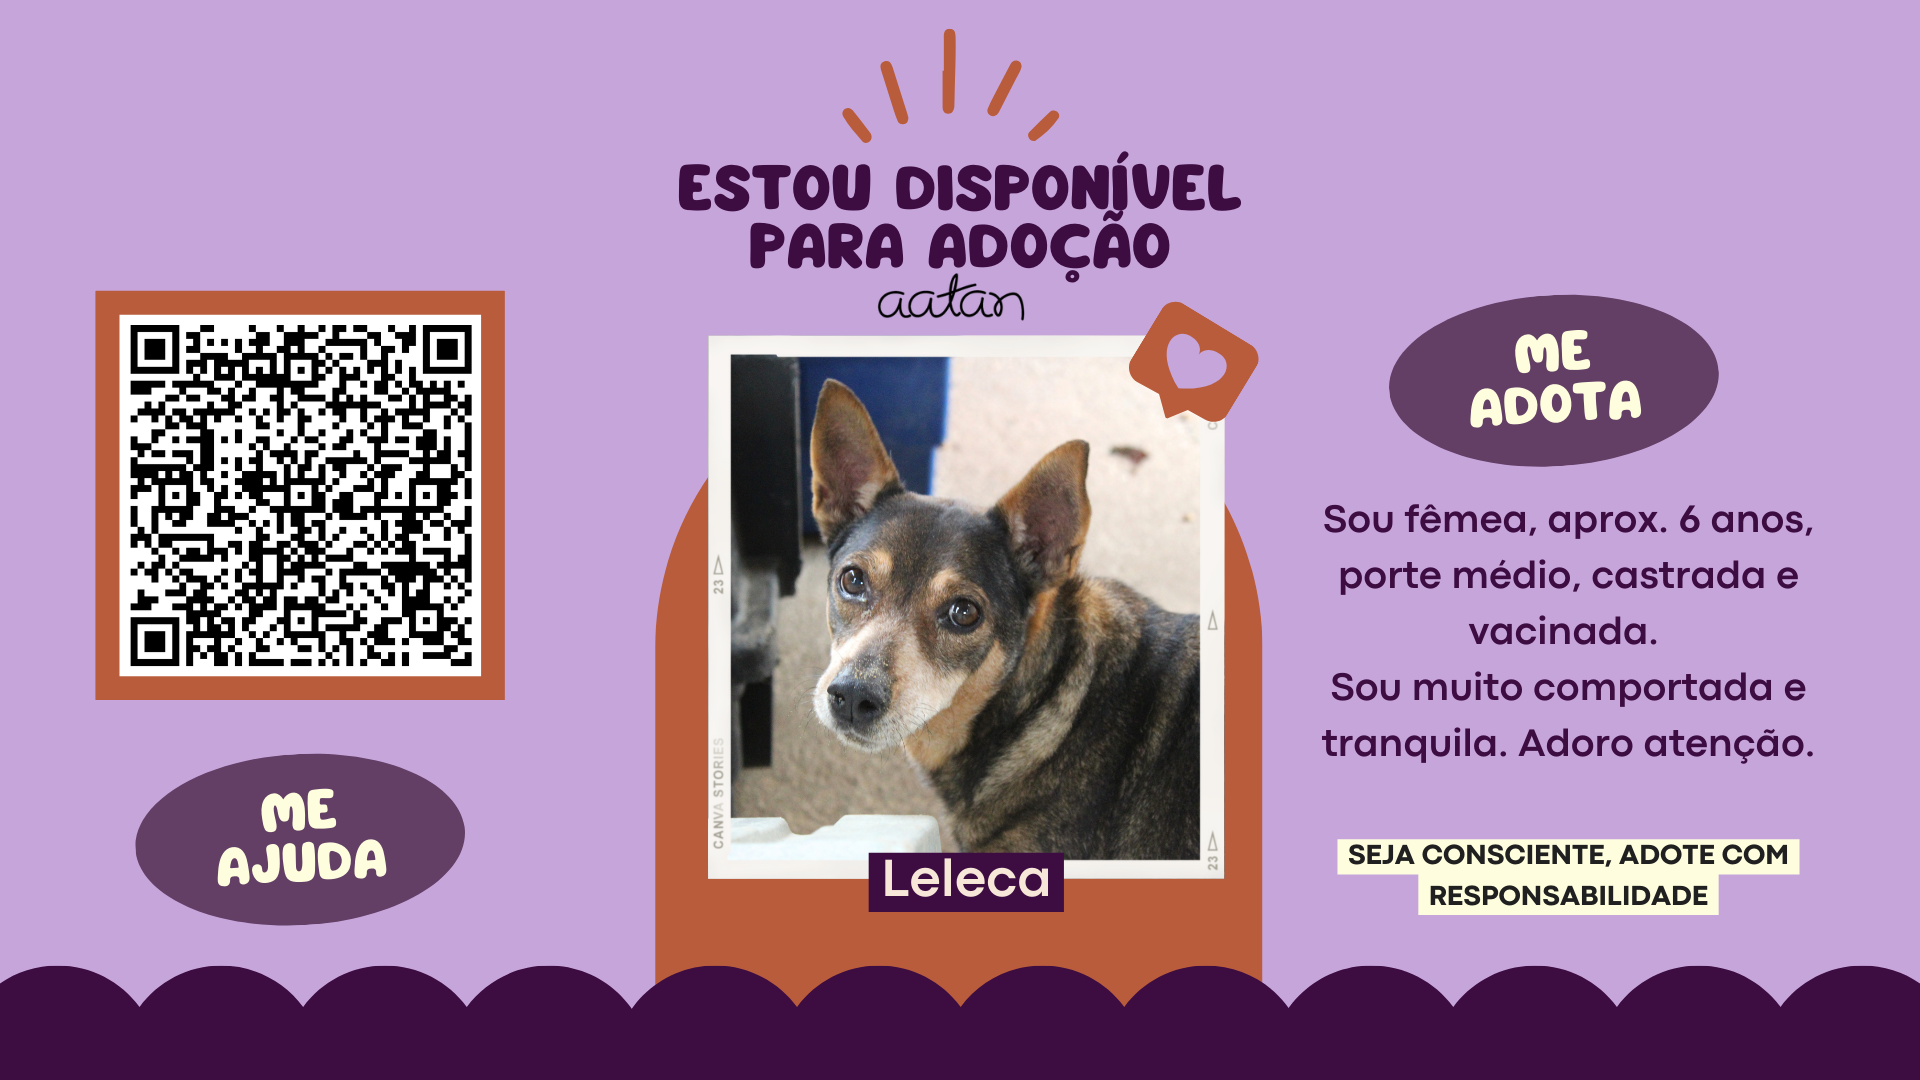 ESTOU DISPONÍVEL
PARA ADOÇÃO
aatan
ME
ADOTA
Sou fêmea, aprox. 6 anos,
porte médio, castrada e
vacinada.
Sou muito comportada e
tranquila. Adoro atenção.
SEJA CONSCIENTE, ADOTE COM
RESPONSABILIDADE
23
CANVA STORIES
23
Leleca
ME
AJUDA